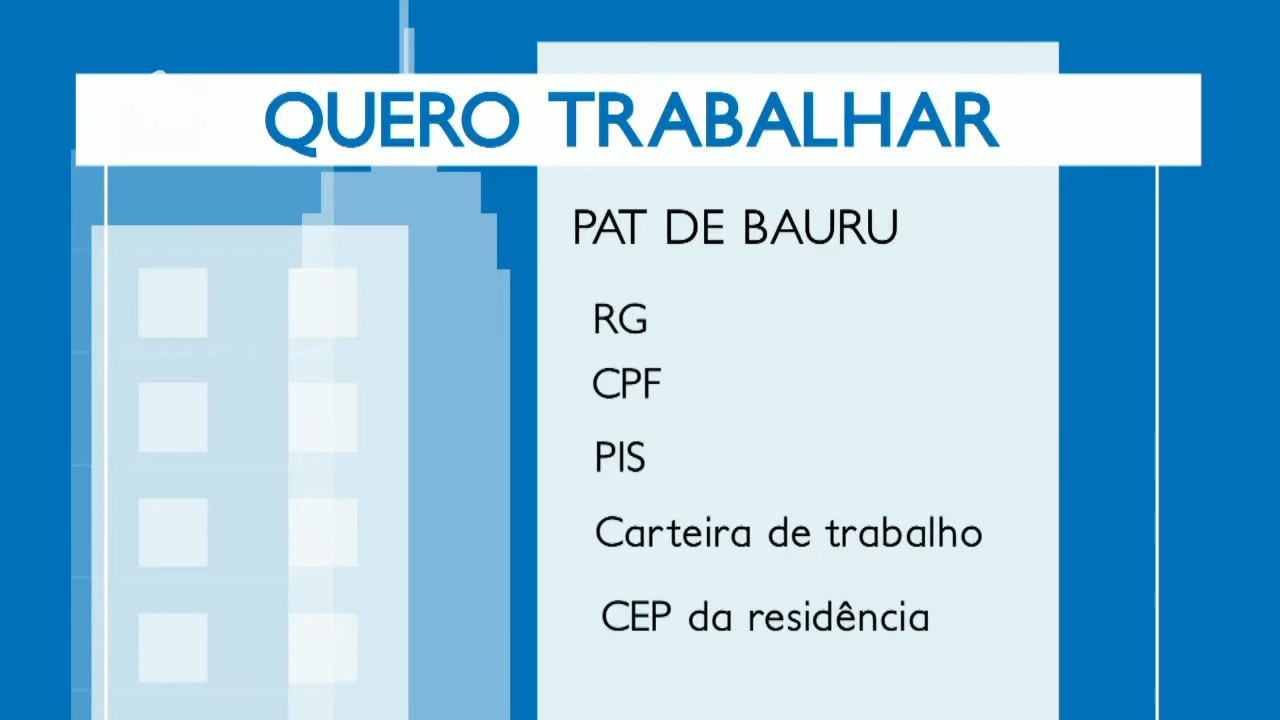 QUERO TRABALHAR
PAT DE BAURU
RG
CPF
PIS
Carteira de trabalho
CEP da residência